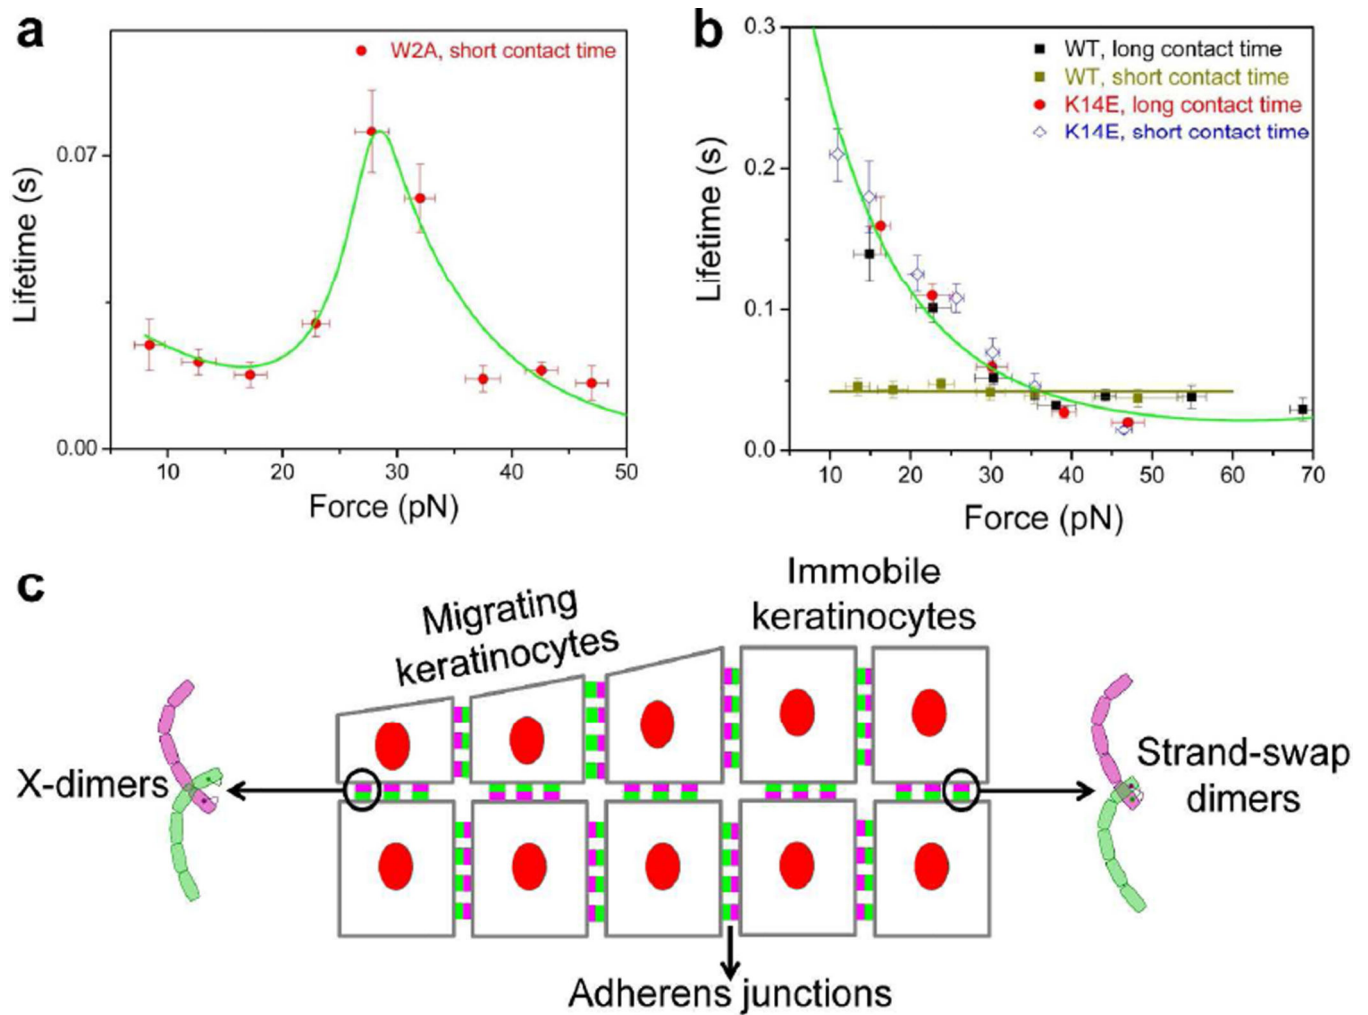 a
W2A, short contact time
Lifetime (s)
0.07
0.00
10 20 30 40 50
Force (pN)
b
WT, long contact time
WT, short contact time
K14E, long contact time
K14E, short contact time
Lifetime (s)
0.3
0.2
0.1
0.0
10 20 30 40 50 60 70
Force (pN)
c
Migrating
keratinocytes
Immobile
keratinocytes
X-dimers
Strand-swap
dimers
Adherens junctions